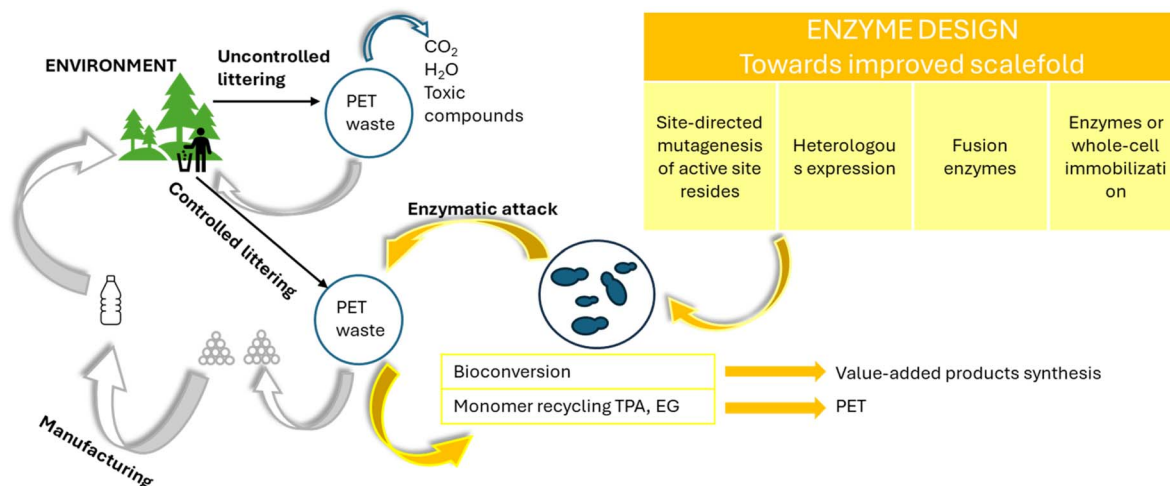 ENVIRONMENT
Uncontrolled
littering
PET
waste
CO₂
H₂O
Toxic
compounds
ENZYME DESIGN
Towards improved scalefold
Site-directed
mutagenesis
of active site
resides
Heterologou
s expression
Fusion
enzymes
Enzymes or
whole-cell
immobilizati
on
Controlled littering
Enzymatic attack
PET
waste
Bioconversion
Value-added products synthesis
Monomer recycling TPA, EG
PET
Manufacturing